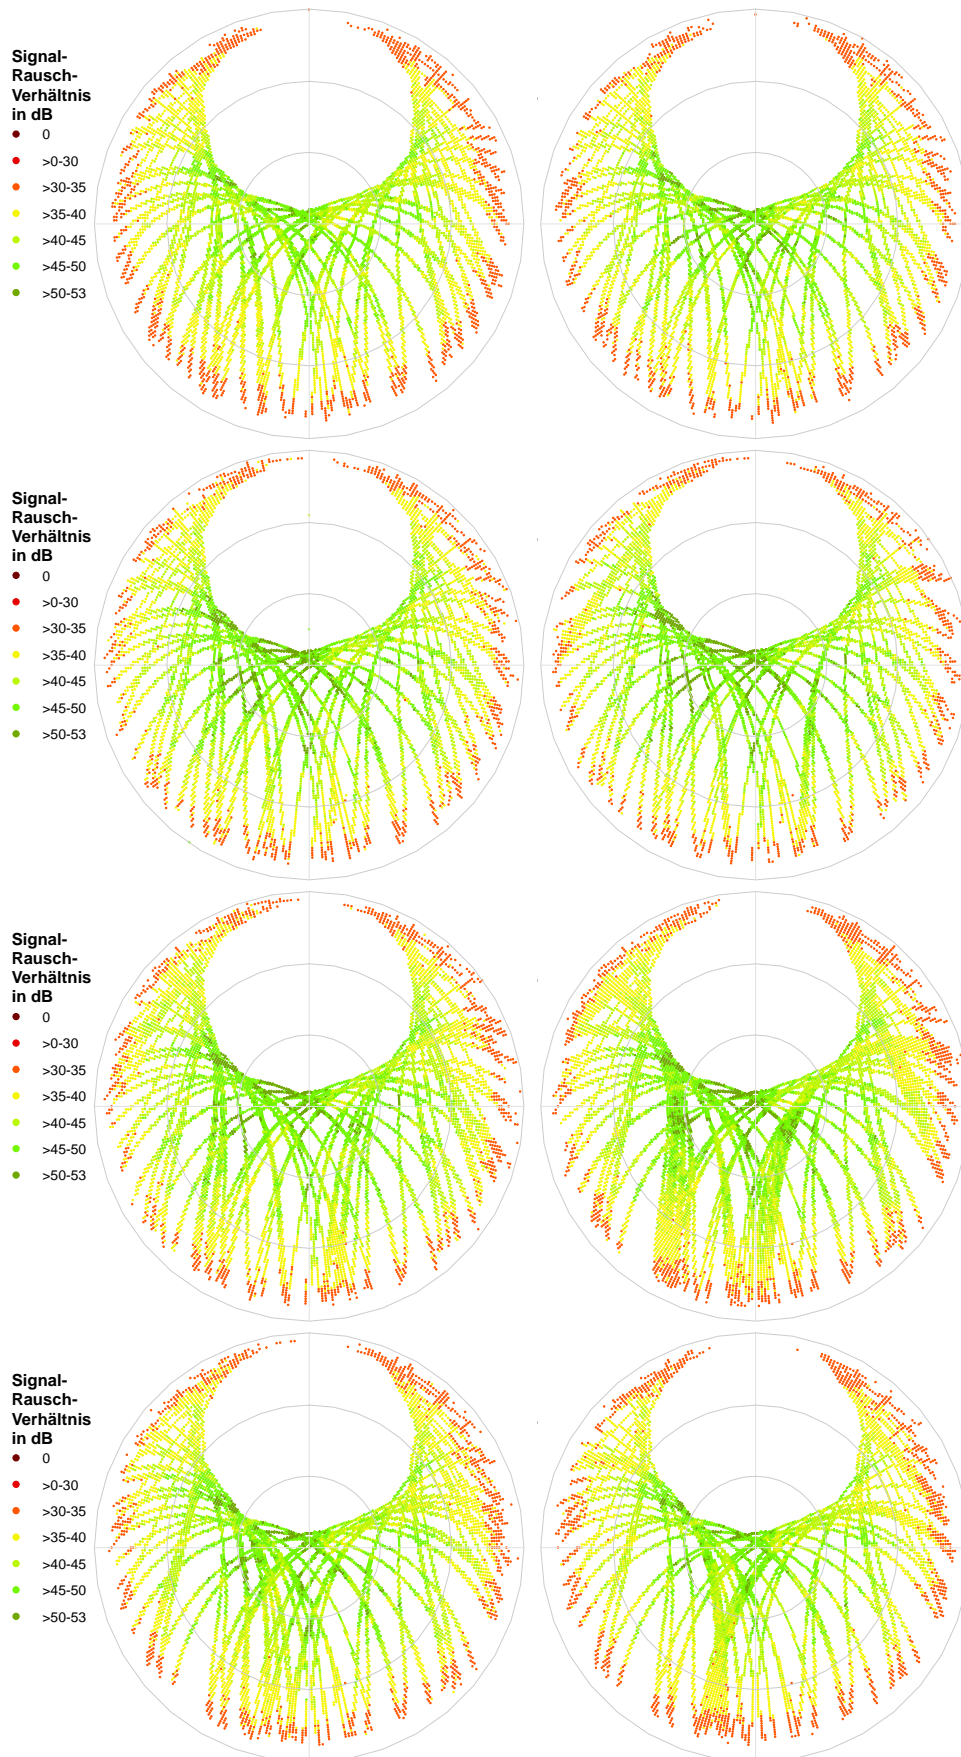 Signal-
Rausch-
Verhältnis
in dB
0
>0-30
>30-35
>35-40
>40-45
>45-50
>50-53
Signal-
Rausch-
Verhältnis
in dB
0
>0-30
>30-35
>35-40
>40-45
>45-50
>50-53
Signal-
Rausch-
Verhältnis
in dB
0
>0-30
>30-35
>35-40
>40-45
>45-50
>50-53
Signal-
Rausch-
Verhältnis
in dB
0
>0-30
>30-35
>35-40
>40-45
>45-50
>50-53